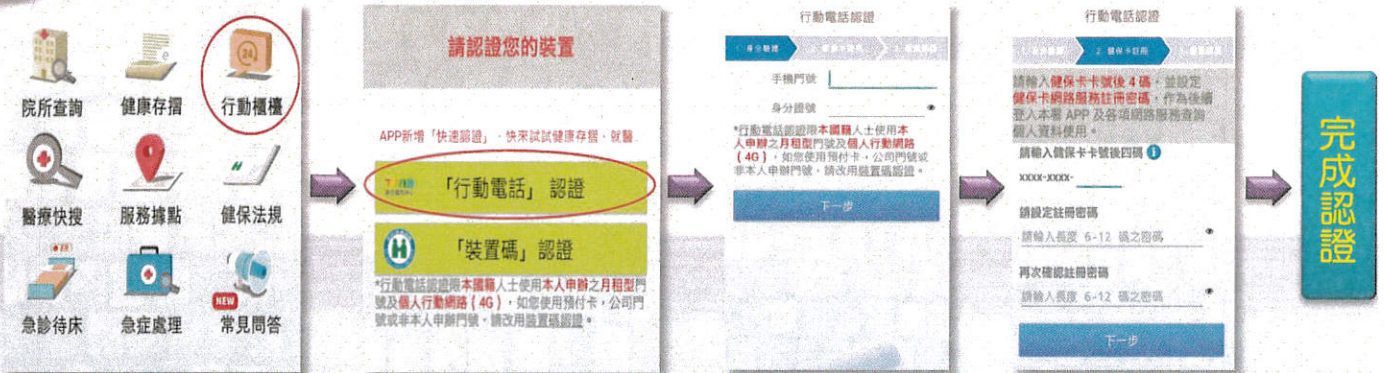 院所查詢
健康存摺
24
行動櫃檯
醫療快搜
服務據點
健保法規
急診待床
急症處理
NEW
常見問答
請認證您的裝置
APP新增「快速認證」，快來試試健康存摺、就醫
「行動電話」 認證
「裝置碼」 認證
*行動電話認證限本國籍人士使用本人申辦之月租型門
號及個人行動網路（4G），如您使用預付卡，公司門
號或非本人申辦門號，請改用裝置碼認證。
行動電話認證
1. 身分驗證
手機門號
身分證號
*行動電話認證限本國籍人士使用本
人申辦之月租型門號及個人行動網路
（4G），如您使用預付卡，公司門號或
非本人申辦門號，請改用裝置碼認證。
下一步
行動電話認證
2. 健保卡註冊
請輸入健保卡卡號後 4 碼，並設定
健保卡網路服務註冊密碼，作為後續
登入本署 APP 及各項網路服務查詢
個人資料使用。
請輸入健保卡卡號後四碼
xxxx-xxxx-
請設定註冊密碼
請輸入長度 6-12 碼之密碼
再次確認註冊密碼
請輸入長度 6-12 碼之密碼
下一步
完成認證